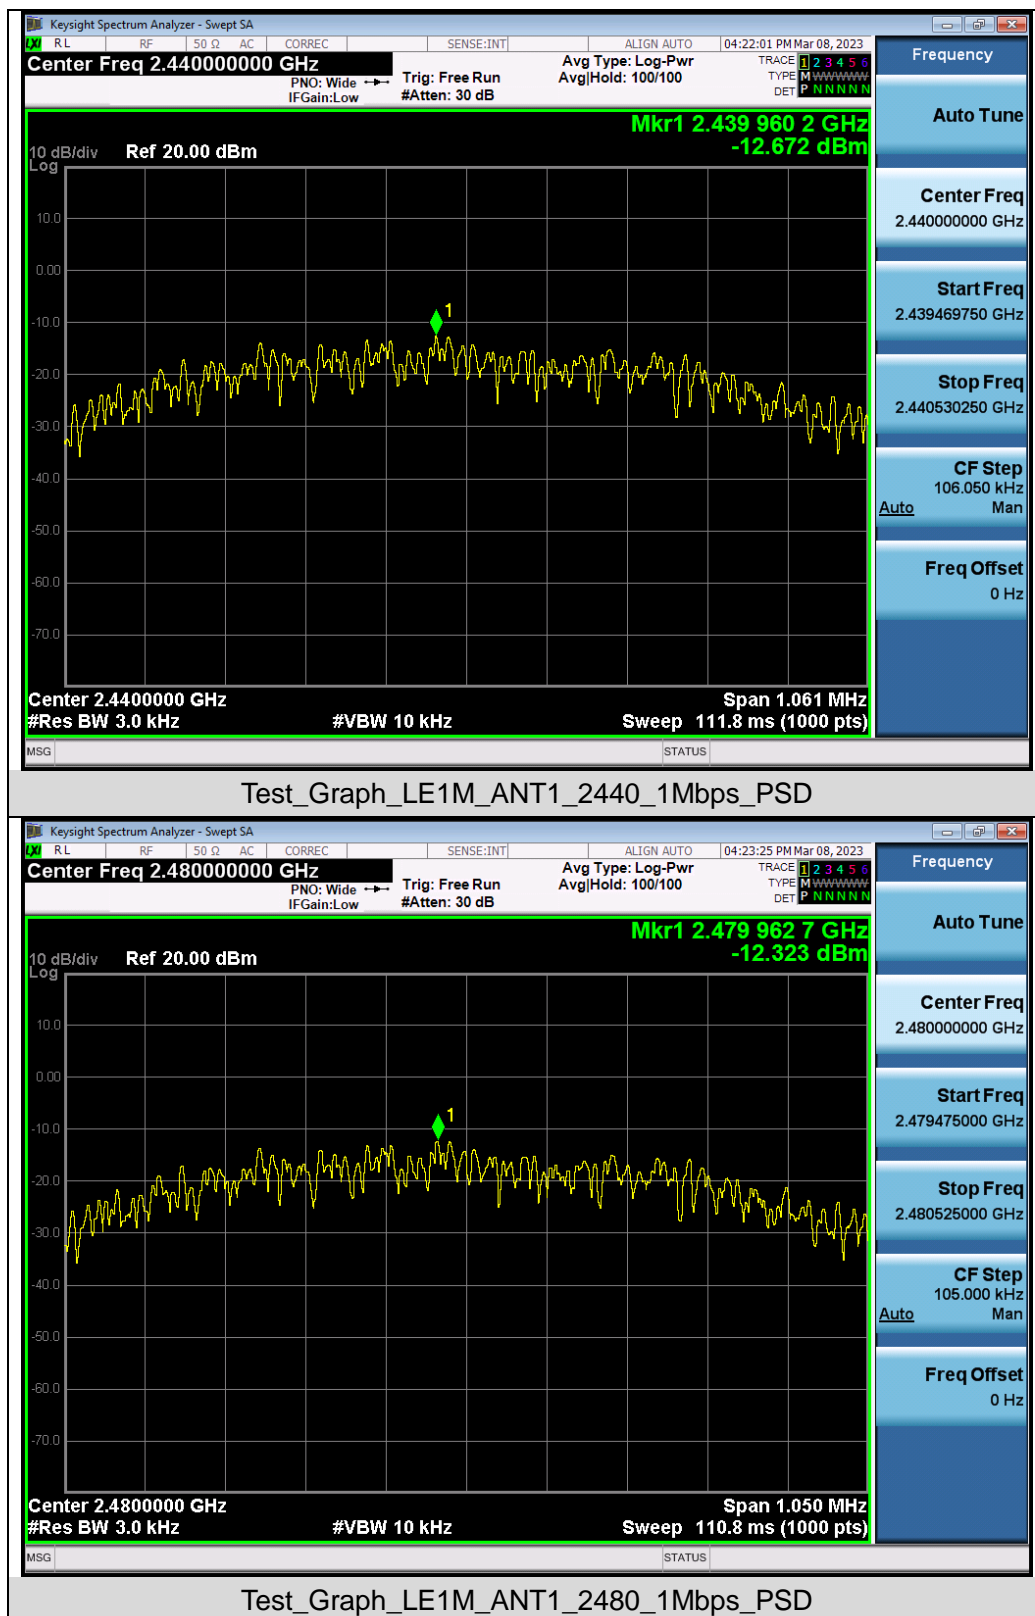 Keysight Spectrum Analyzer - Swept SA
LXI RL RF 50 Ω AC CORREC SENSE:INT ALIGN AUTO 04:22:01 PM Mar 08, 2023
Center Freq 2.440000000 GHz
PNO: Wide
IFGain:Low
Trig: Free Run
#Atten: 30 dB
Avg Type: Log-Pwr
Avg|Hold: 100/100
TRACE 1 2 3 4 5 6
TYPE M WWWWW
DET P N N N N N
Mkr1 2.439 960 2 GHz
-12.672 dBm
10 dB/div Ref 20.00 dBm
Log
10.0
0.00
1
-10.0
-20.0
-30.0
-40.0
-50.0
-60.0
-70.0
Center 2.4400000 GHz Span 1.061 MHz
#Res BW 3.0 kHz #VBW 10 kHz Sweep 111.8 ms (1000 pts)
MSG STATUS
Frequency
Auto Tune
Center Freq
2.440000000 GHz
Start Freq
2.439469750 GHz
Stop Freq
2.440530250 GHz
CF Step
106.050 kHz
Auto Man
Freq Offset
0 Hz
Test_Graph_LE1M_ANT1_2440_1Mbps_PSD
Keysight Spectrum Analyzer - Swept SA
LXI RL RF 50 Ω AC CORREC SENSE:INT ALIGN AUTO 04:23:25 PM Mar 08, 2023
Center Freq 2.480000000 GHz
PNO: Wide
IFGain:Low
Trig: Free Run
#Atten: 30 dB
Avg Type: Log-Pwr
Avg|Hold: 100/100
TRACE 1 2 3 4 5 6
TYPE M WWWWW
DET P N N N N N
Mkr1 2.479 962 7 GHz
-12.323 dBm
10 dB/div Ref 20.00 dBm
Log
10.0
0.00
1
-10.0
-20.0
-30.0
-40.0
-50.0
-60.0
-70.0
Center 2.4800000 GHz Span 1.050 MHz
#Res BW 3.0 kHz #VBW 10 kHz Sweep 110.8 ms (1000 pts)
MSG STATUS
Frequency
Auto Tune
Center Freq
2.480000000 GHz
Start Freq
2.479475000 GHz
Stop Freq
2.480525000 GHz
CF Step
105.000 kHz
Auto Man
Freq Offset
0 Hz
Test_Graph_LE1M_ANT1_2480_1Mbps_PSD